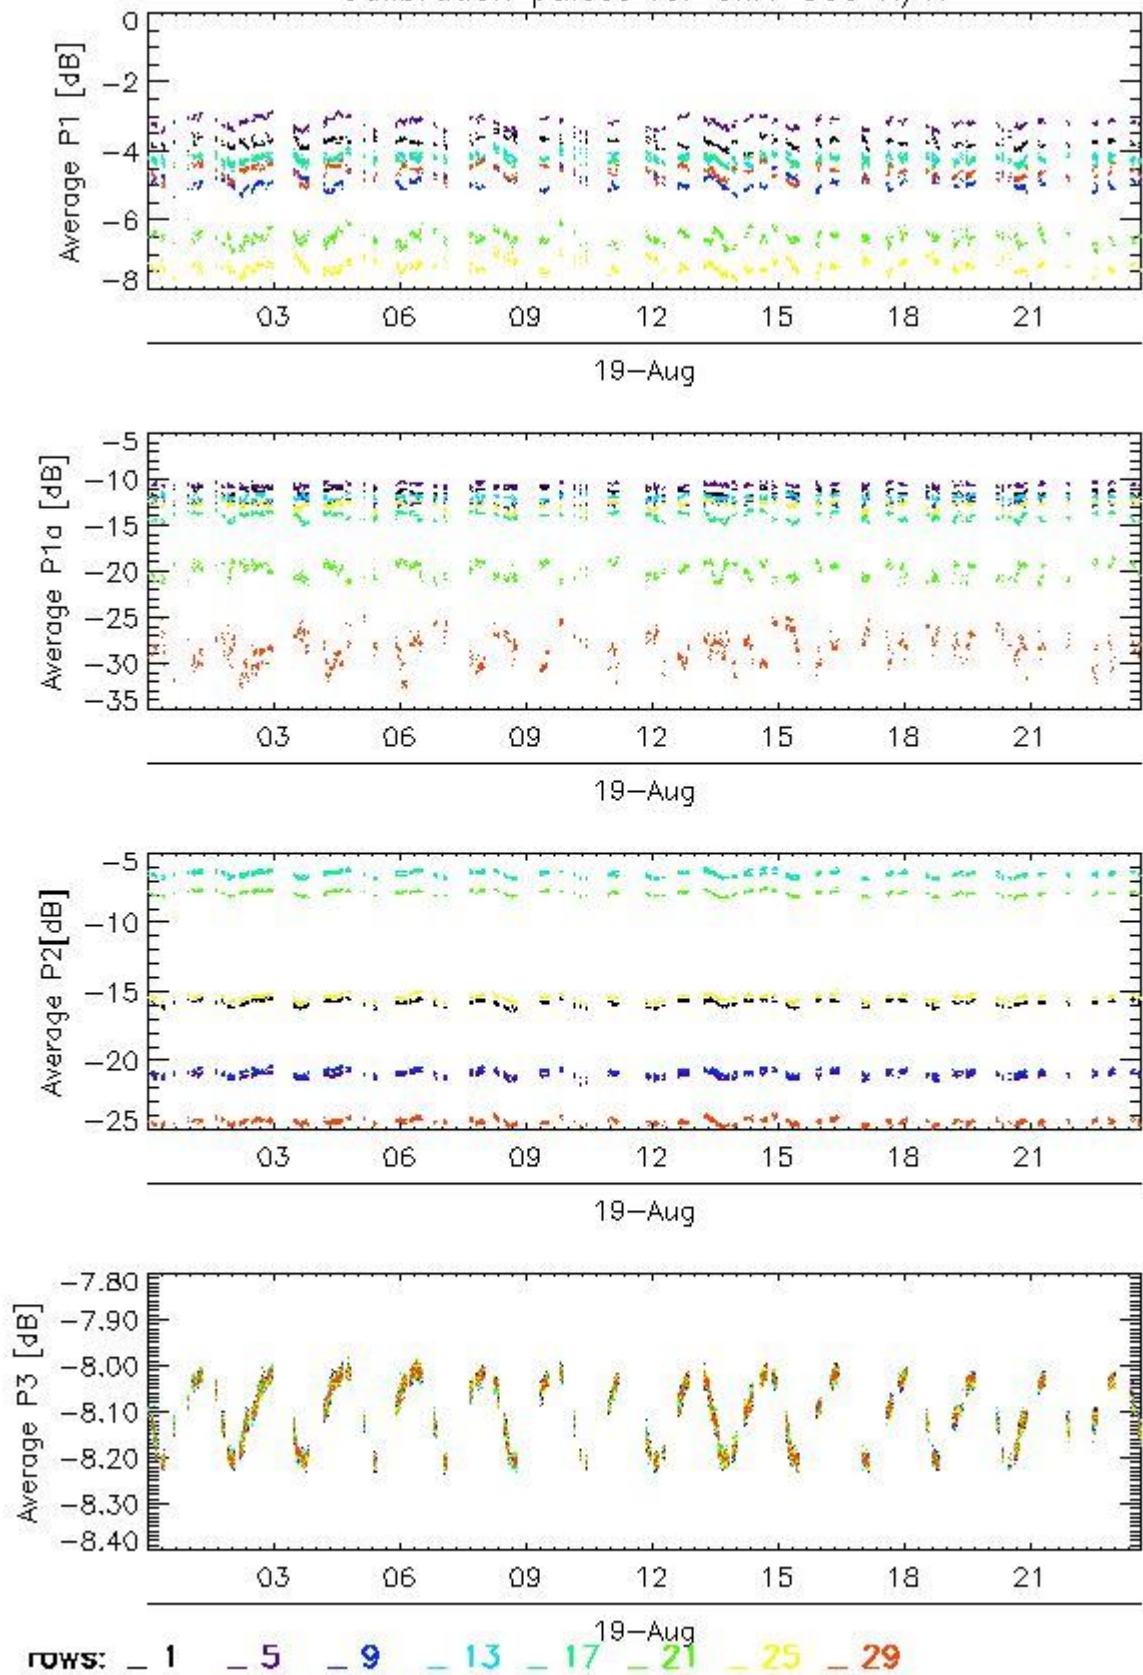 0
-2
-4
-6
-8
Average P1 [dB]
03 06 09 12 15 18 21
19-Aug
-5
-10
-15
-20
-25
-30
-35
Average P1a [dB]
03 06 09 12 15 18 21
19-Aug
-5
-10
-15
-20
-25
Average P2[dB]
03 06 09 12 15 18 21
19-Aug
-7.80
-7.90
-8.00
-8.10
-8.20
-8.30
-8.40
Average P3 [dB]
03 06 09 12 15 18 21
19-Aug
rows: _ 1 _ 5 _ 9 _ 13 _ 17 _ 21 _ 25 _ 29